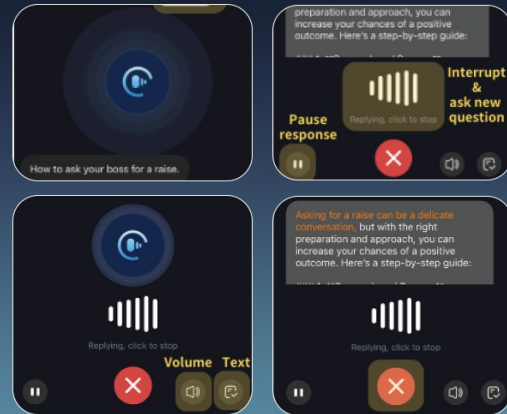 How to ask your boss for a raise.
preparation and approach, you can
increase your chances of a positive
outcome. Here's a step-by-step guide:
Interrupt
&
ask new
question
Pause
response
Replying, click to stop
Replying, click to stop
Volume Text
Asking for a raise can be a delicate
conversation, but with the right
preparation and approach, you can
increase your chances of a positive
outcome. Here's a step-by-step guide:
Replying, click to stop